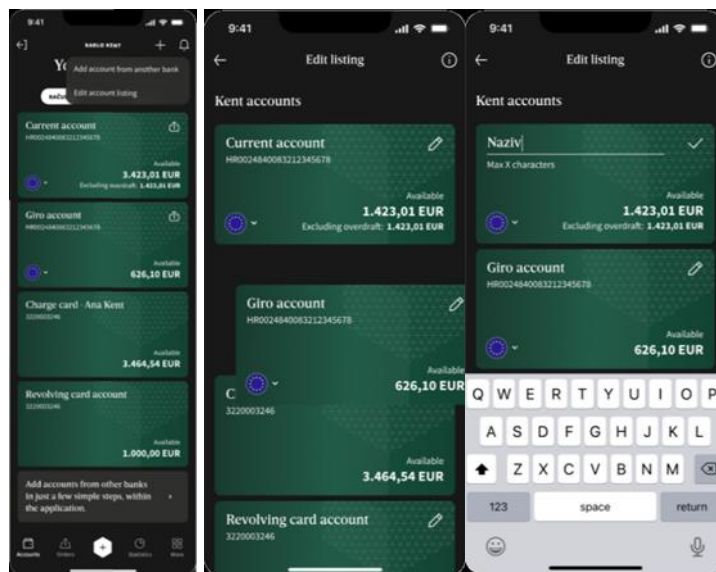 9:41
KARLO KENT
Yo
Add account from another bank
Edit account listing
Current account
HR0024840083212345678
Available
3.423,01 EUR
Excluding overdraft: 1.423,01 EUR
Giro account
HR0024840083212345678
Available
626,10 EUR
Charge card - Ana Kent
3220003246
Available
3.464,54 EUR
Revolving card account
3220003246
Available
1.000,00 EUR
Add accounts from other banks
in just a few simple steps, within
the application.
Accounts Orders Statistics More
9:41
Edit listing
Kent accounts
Current account
HR0024840083212345678
Available
1.423,01 EUR
Excluding overdraft: 1.423,01 EUR
Giro account
HR0024840083212345678
Available
626,10 EUR
C
3220003246
Available
3.464,54 EUR
Revolving card account
3220003246
9:41
Edit listing
Kent accounts
Naziv
Max X characters
Available
1.423,01 EUR
Excluding overdraft: 1.423,01 EUR
Giro account
HR0024840083212345678
Available
626,10 EUR
Q W E R T Y U I O P
A S D F G H J K L
Z X C V B N M
123 space return